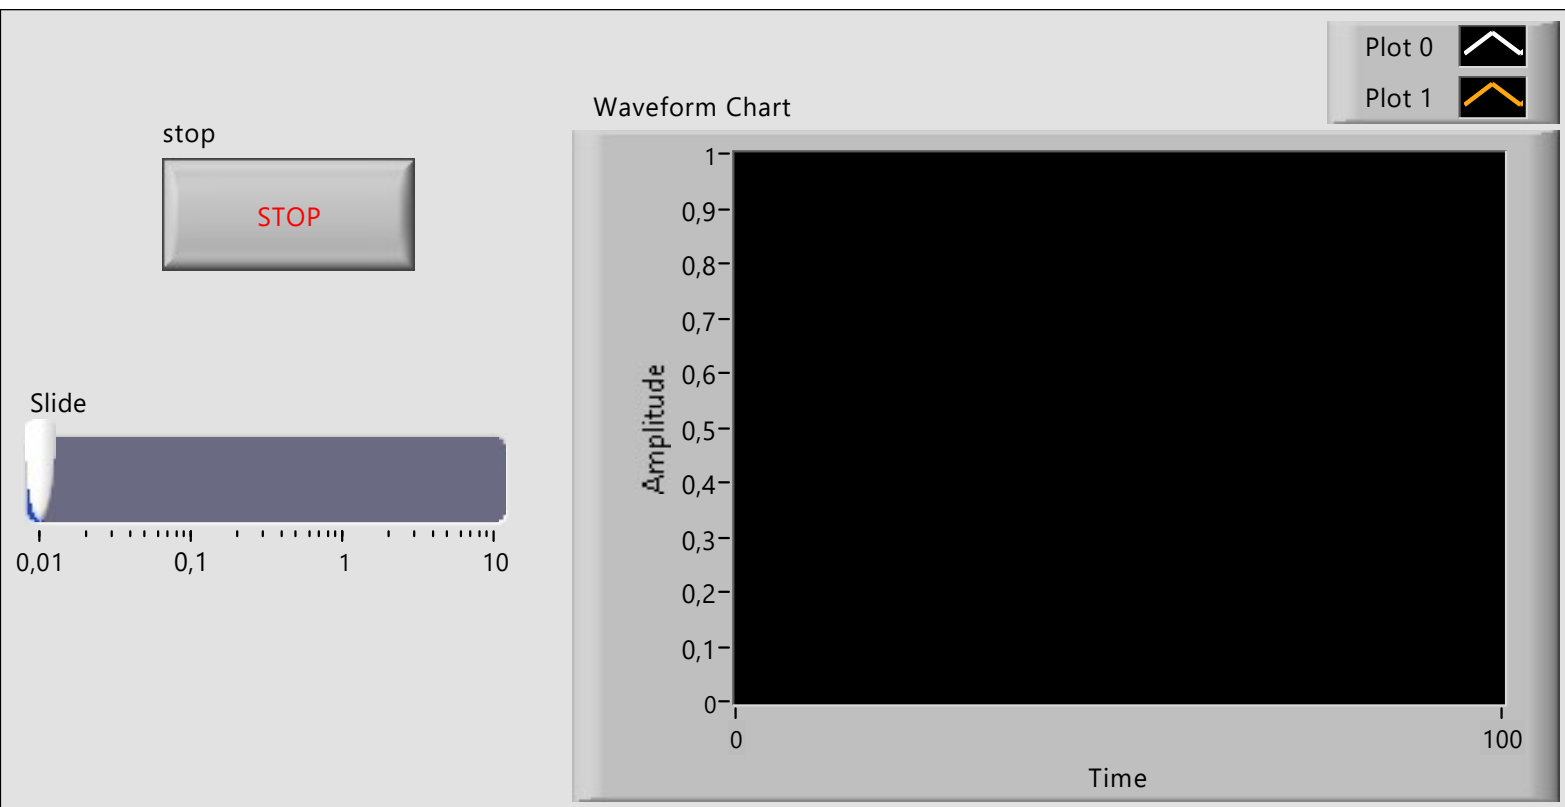 Plot 0
Plot 1
Waveform Chart
stop
STOP
Slide
0,01 0,1 1 10
Amplitude
1
0,9
0,8
0,7
0,6
0,5
0,4
0,3
0,2
0,1
0
0 100
Time